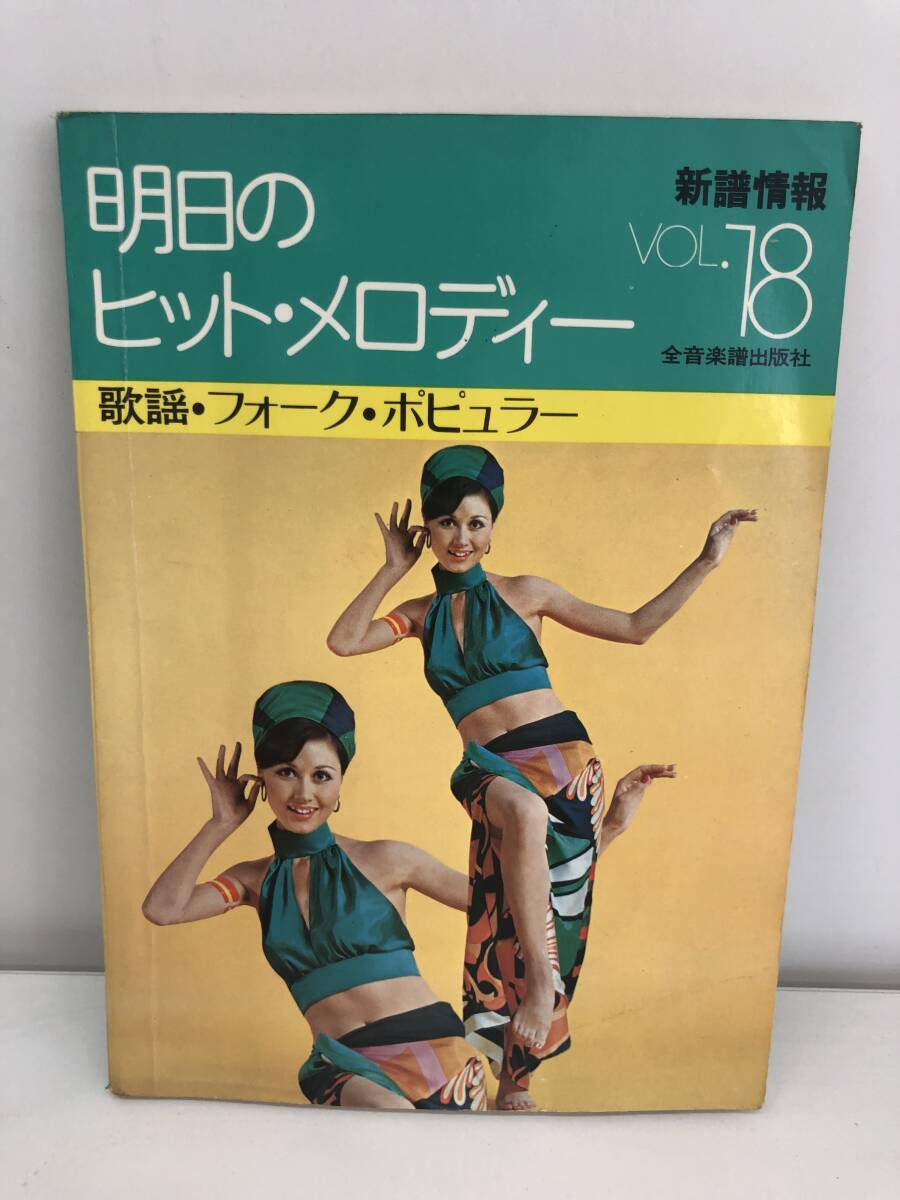 明日の
ヒット・メロディー
新譜情報
VOL.18
全音楽譜出版社
歌謡・フォーク・ポピュラー